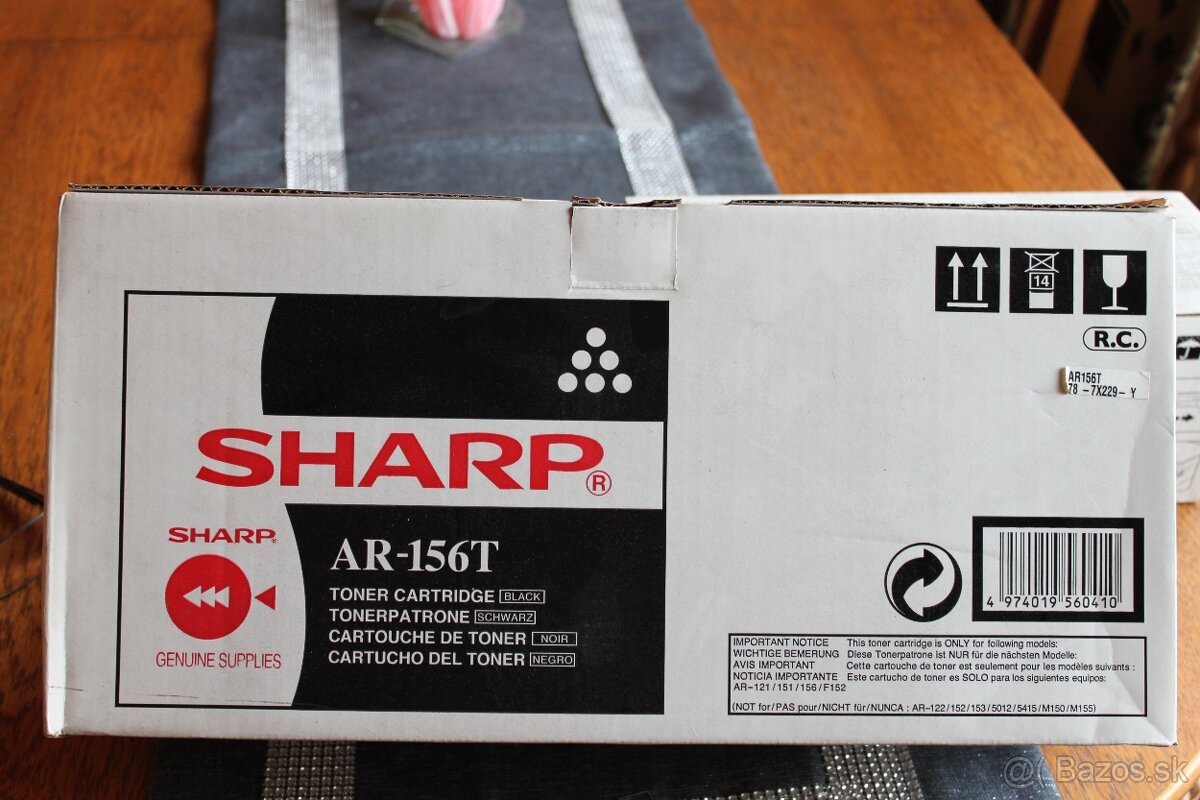 14
R.C.
AR156T
78 -7X229- Y
SHARP®
SHARP®
GENUINE SUPPLIES
AR-156T
TONER CARTRIDGE BLACK
TONERPATRONE SCHWARZ
CARTOUCHE DE TONER NOIR
CARTUCHO DEL TONER NEGRO
4 974019 560410
IMPORTANT NOTICE This toner cartridge is ONLY for following models:
WICHTIGE BEMERUNG Diese Tonerpatrone ist NUR für die nächsten Modelle:
AVIS IMPORTANT Cette cartouche de toner est seulement pour les modèles suivants :
NOTICIA IMPORTANTE Este cartucho de toner es SOLO para los siguientes equipos:
AR-121/151/156/F152
(NOT for/PAS pour/NICHT für/NUNCA : AR-122/152/153/5012/5415/M150/M155)
@ Bazos.sk